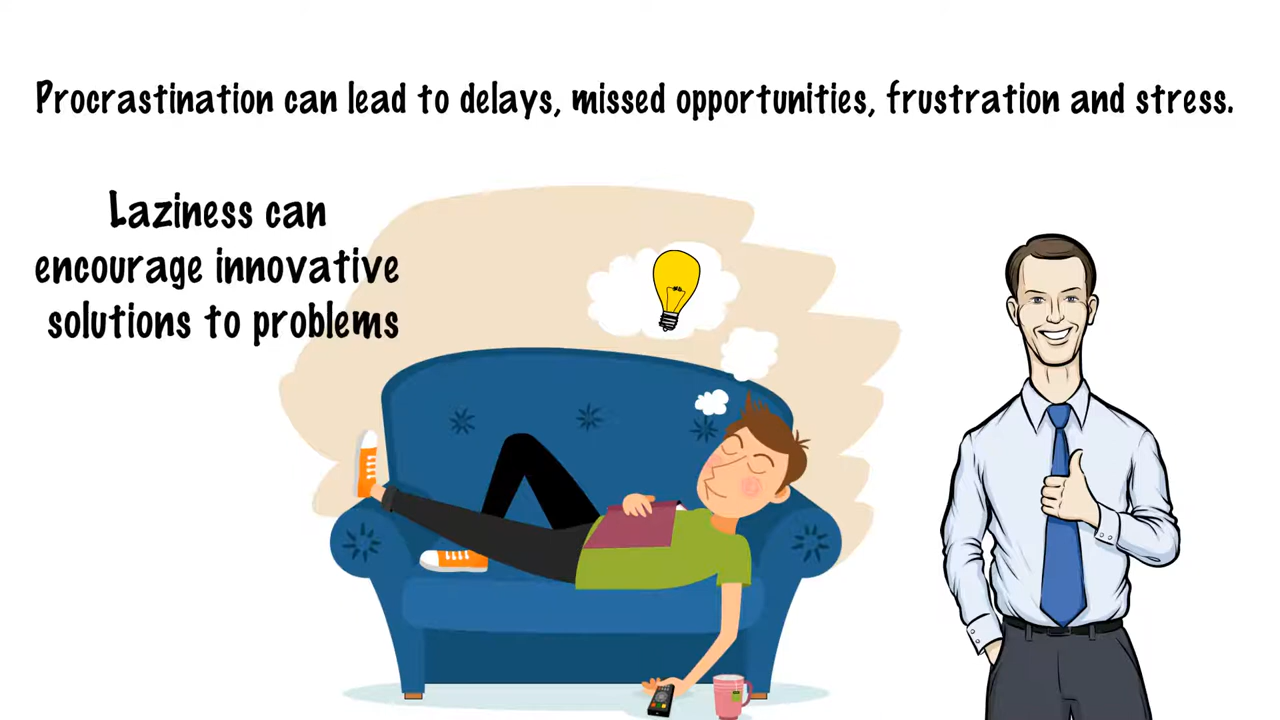 Procrastination can lead to delays, missed opportunities, frustration and stress.
Laziness can
encourage innovative
solutions to problems